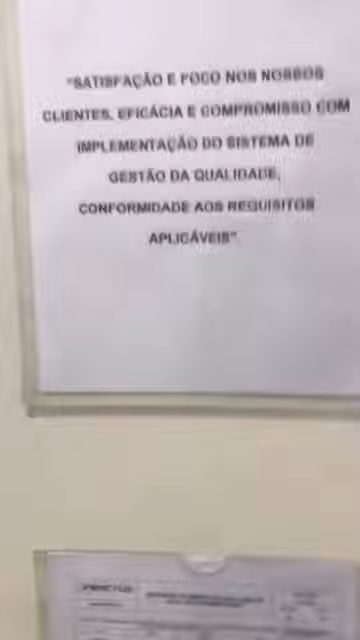 "SATISFAÇÃO E FOCO NOS NOSSOS
CLIENTES, EFICÁCIA E COMPROMISSO COM
IMPLEMENTAÇÃO DO SISTEMA DE
GESTÃO DA QUALIDADE,
CONFORMIDADE AOS REQUISITOS
APLICÁVEIS"